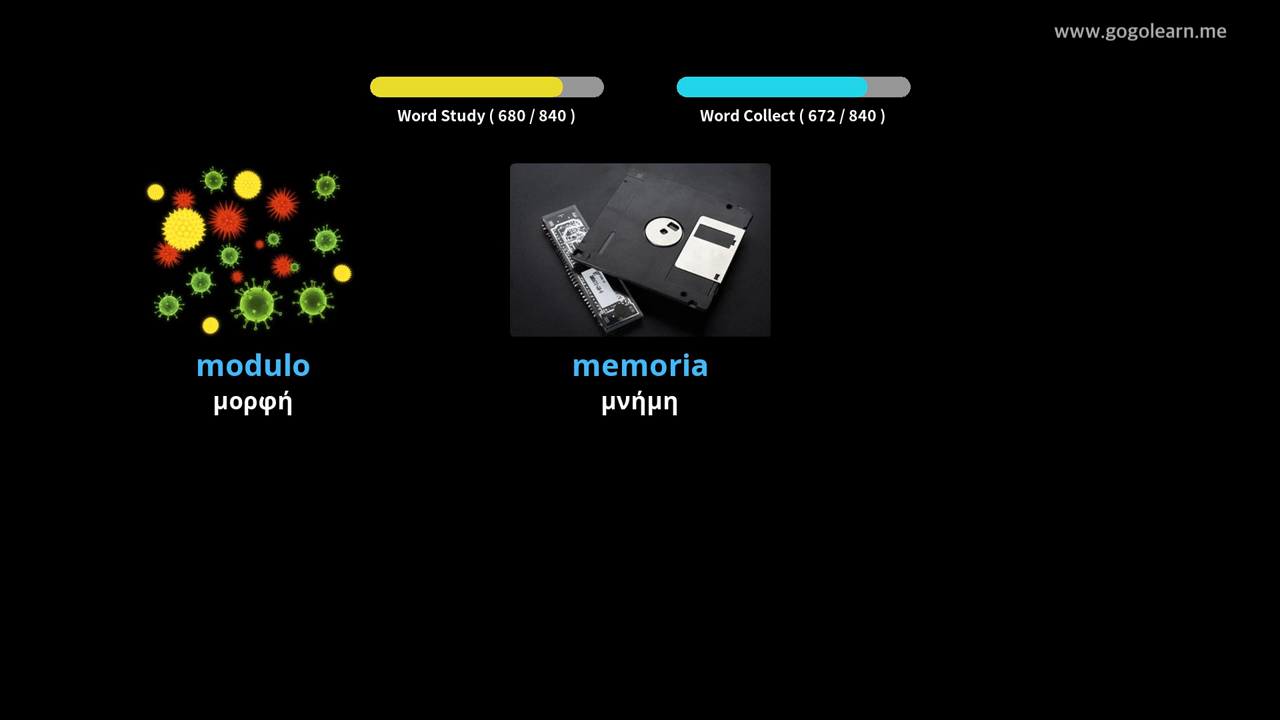 www.gogolearn.me
Word Study ( 680 / 840 )
Word Collect ( 672 / 840 )
modulo
μορφή
memoria
μνήμη